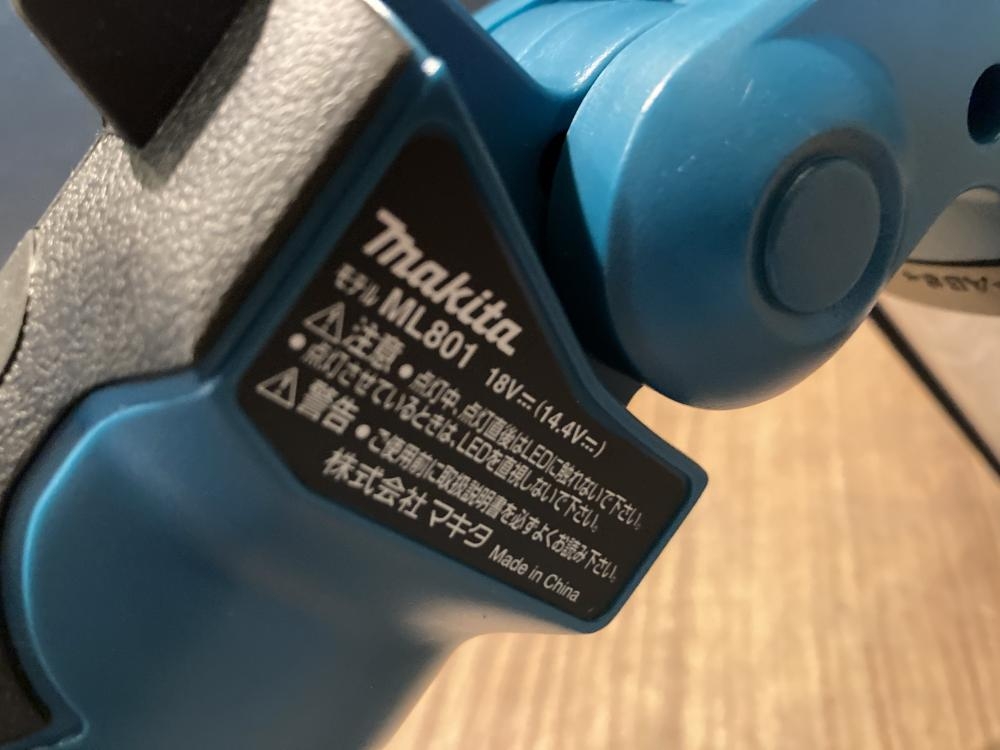 makita
モデル ML801 18V⎓(14.4V⎓)
⚠注意 ●点灯中、点灯直後はLEDに触れないで下さい。
●点灯させているときは、LEDを直視しないで下さい。
⚠警告 ●ご使用前に取扱説明書を必ずよくお読み下さい。
株式会社 マキタ Made in China